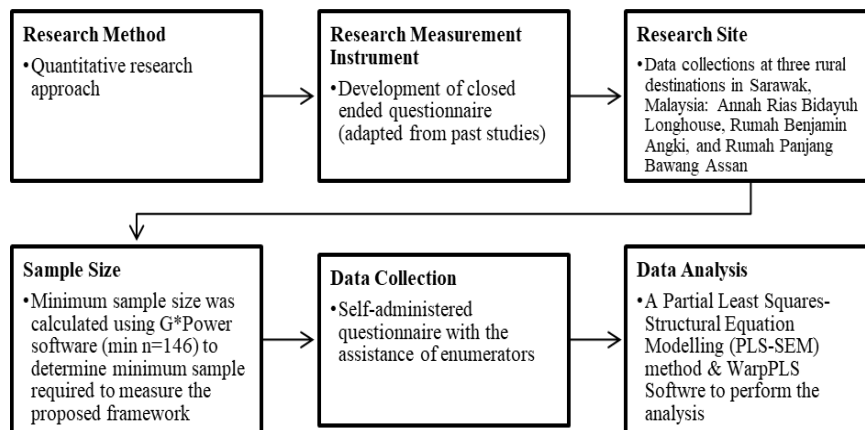 Research Method
•Quantitative research
approach
Research Measurement
Instrument
•Development of closed
ended questionnaire
(adapted from past studies)
Research Site
•Data collections at three rural
destinations in Sarawak,
Malaysia: Annah Rias Bidayuh
Longhouse, Rumah Benjamin
Angki, and Rumah Panjang
Bawang Assan
Sample Size
•Minimum sample size was
calculated using G*Power
software (min n=146) to
determine minimum sample
required to measure the
proposed framework
Data Collection
•Self-administered
questionnaire with the
assistance of enumerators
Data Analysis
•A Partial Least Squares-
Structural Equation
Modelling (PLS-SEM)
method & WarpPLS
Softwre to perform the
analysis